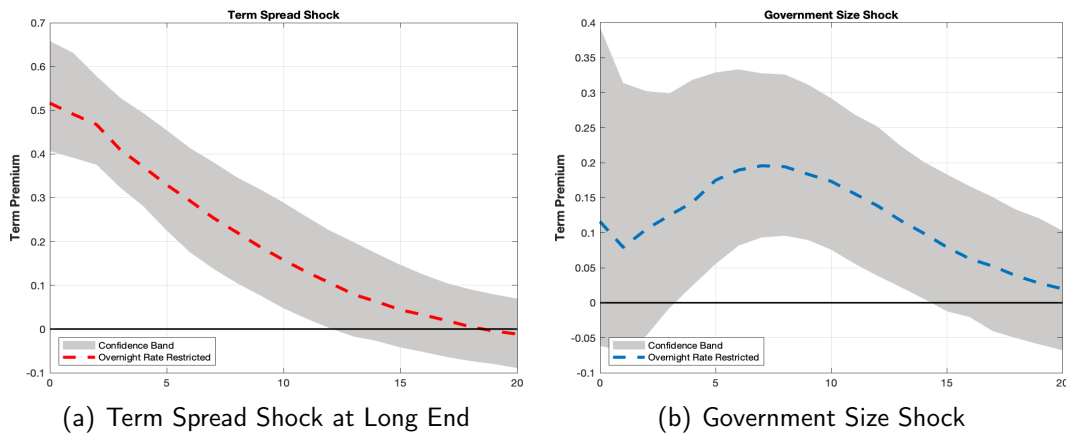 Term Spread Shock
0.7
0.6
0.5
0.4
0.3
0.2
0.1
0
-0.1
Term Premium
Confidence Band
Overnight Rate Restricted
0 5 10 15 20
(a) Term Spread Shock at Long End
Government Size Shock
0.4
0.35
0.3
0.25
0.2
0.15
0.1
0.05
0
-0.05
-0.1
Term Premium
Confidence Band
Overnight Rate Restricted
0 5 10 15 20
(b) Government Size Shock